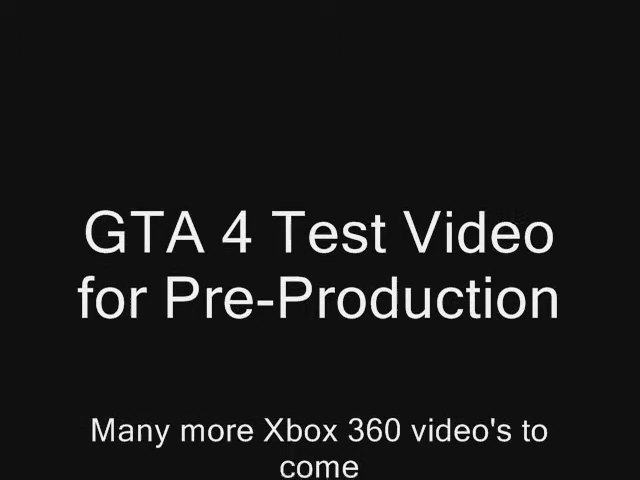 GTA 4 Test Video
for Pre-Production
Many more Xbox 360 video's to
come